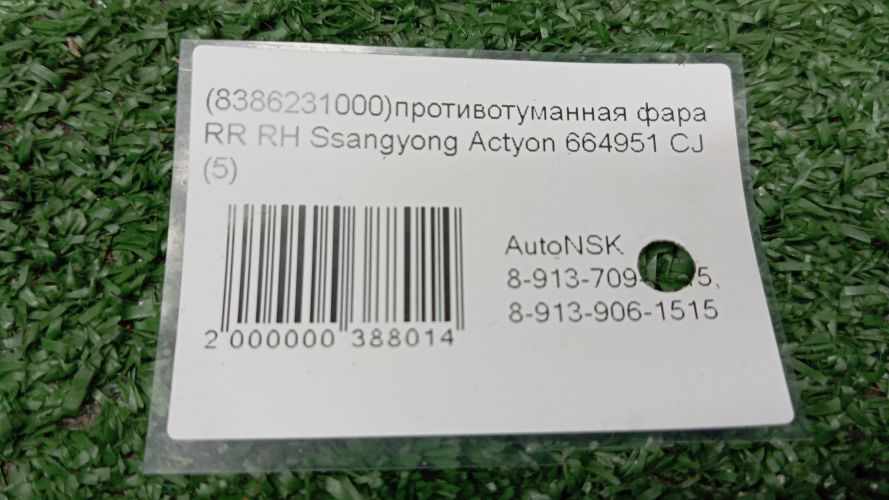 (8386231000)противотуманная фара
RR RH Ssangyong Actyon 664951 CJ
(5)
AutoNSK
8-913-906-1515
2 000000 388014